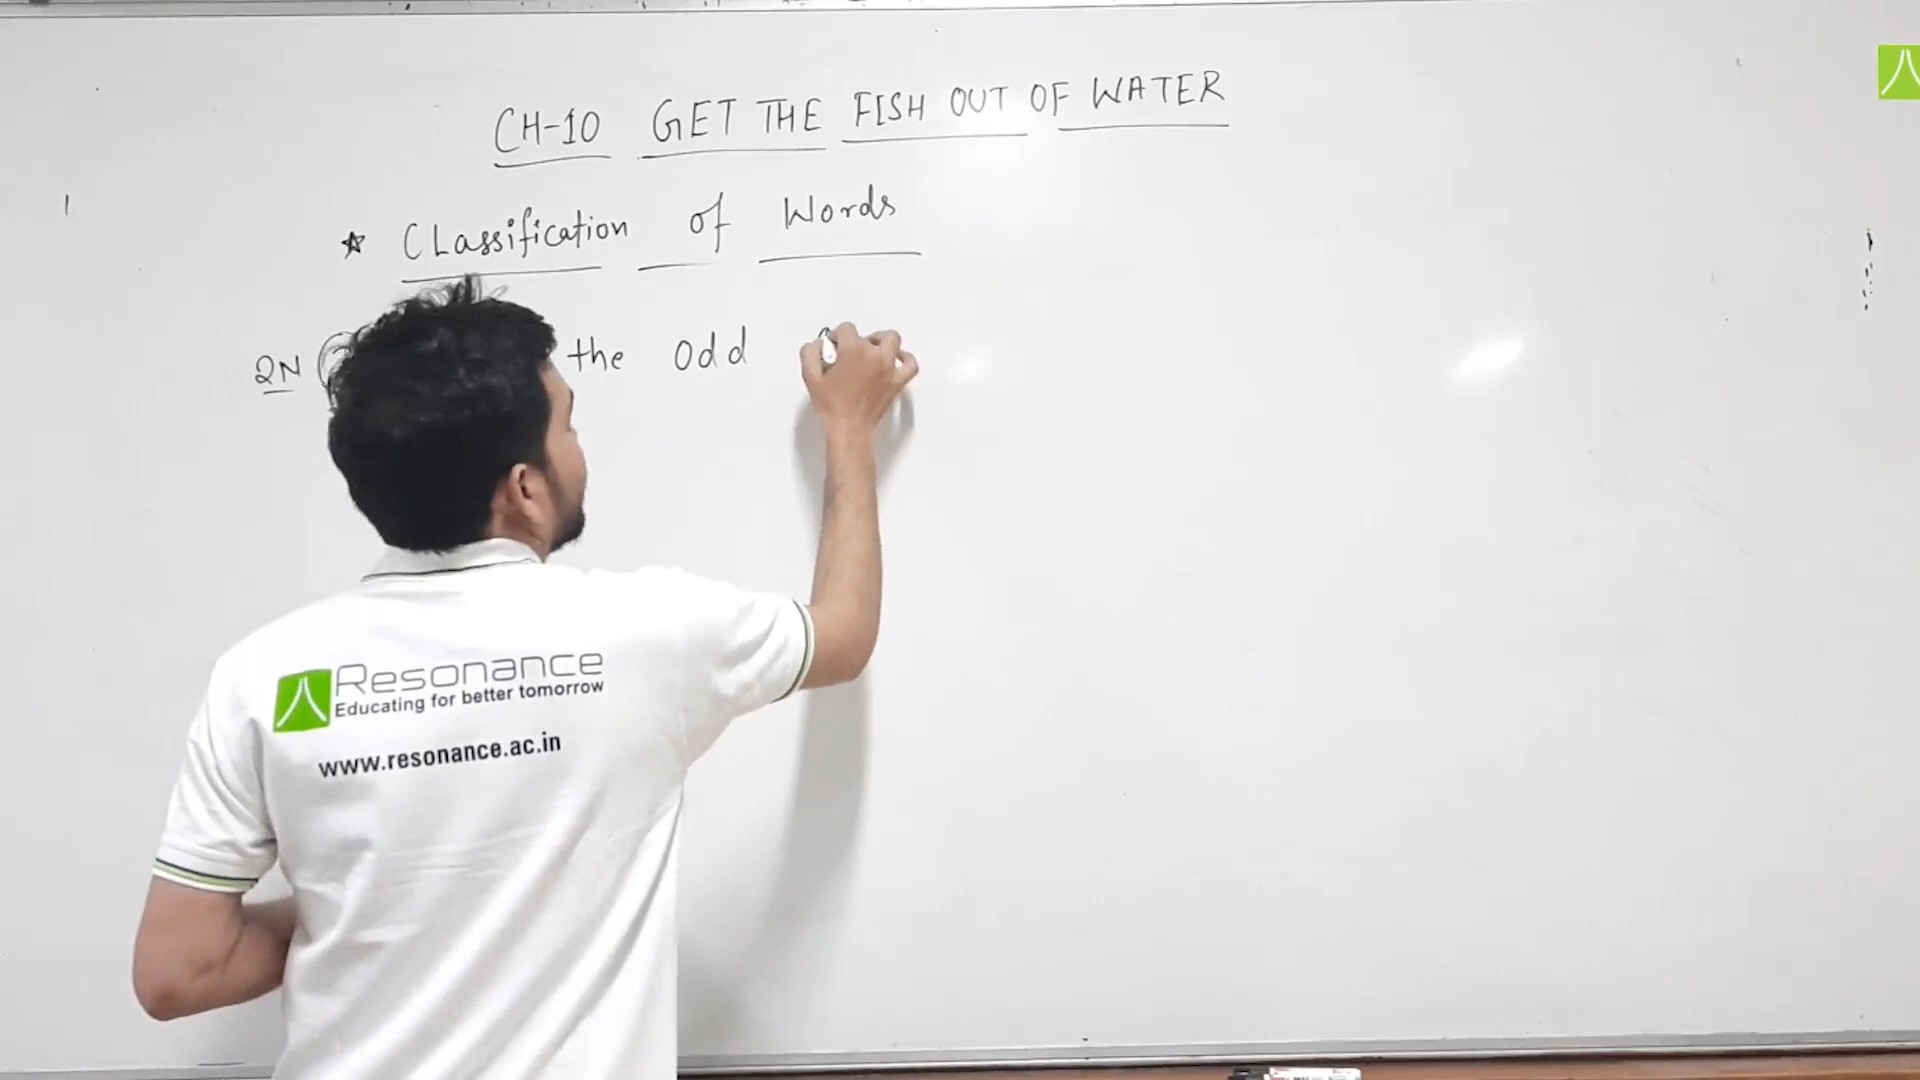 CH-10 GET THE FISH OUT OF WATER
CLassification of Words
QN the Odd
Resonance
Educating for better tomorrow
www.resonance.ac.in